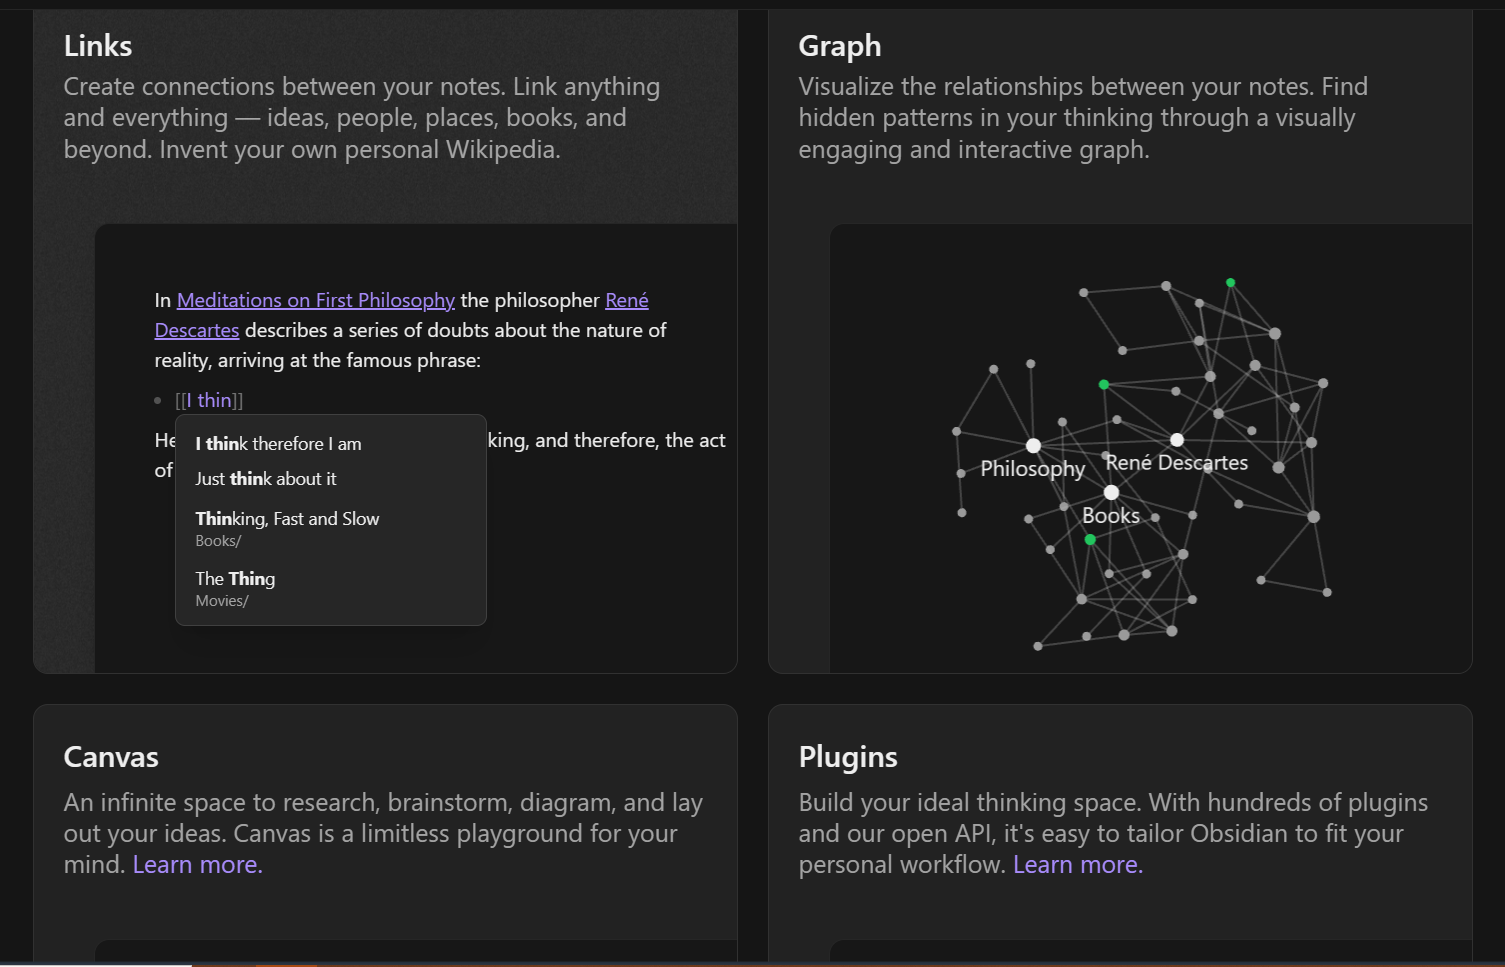 Links
Create connections between your notes. Link anything
and everything — ideas, people, places, books, and
beyond. Invent your own personal Wikipedia.
In Meditations on First Philosophy the philosopher René
Descartes describes a series of doubts about the nature of
reality, arriving at the famous phrase:
[[I thin]]
He king, and therefore, the act
of
I think therefore I am
Just think about it
Thinking, Fast and Slow
Books/
The Thing
Movies/
Graph
Visualize the relationships between your notes. Find
hidden patterns in your thinking through a visually
engaging and interactive graph.
Philosophy
René Descartes
Books
Canvas
An infinite space to research, brainstorm, diagram, and lay
out your ideas. Canvas is a limitless playground for your
mind. Learn more.
Plugins
Build your ideal thinking space. With hundreds of plugins
and our open API, it's easy to tailor Obsidian to fit your
personal workflow. Learn more.